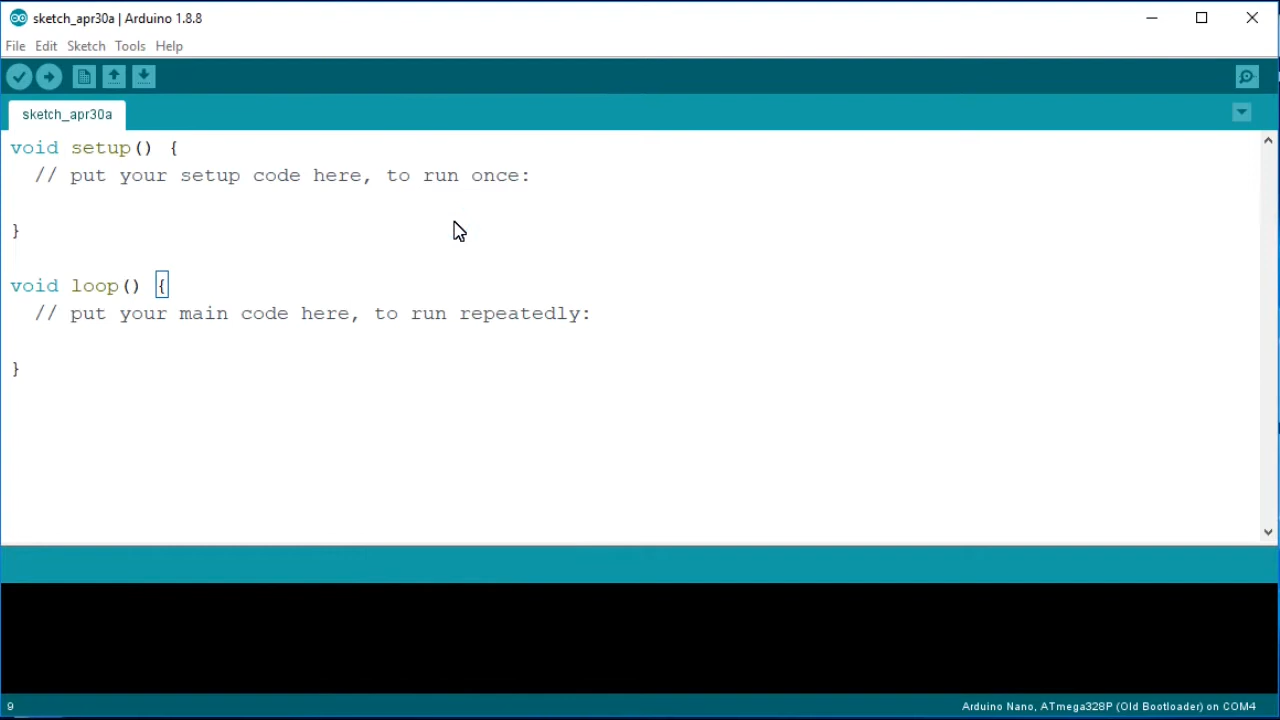 sketch_apr30a | Arduino 1.8.8
File Edit Sketch Tools Help
sketch_apr30a
void setup() {
  // put your setup code here, to run once:
}
void loop() {
  // put your main code here, to run repeatedly:
}
9
Arduino Nano, ATmega328P (Old Bootloader) on COM4